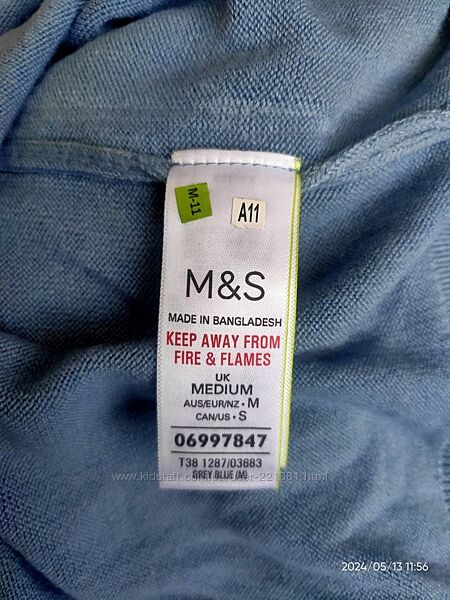 M-11
A11
M&S
MADE IN BANGLADESH
KEEP AWAY FROM
FIRE & FLAMES
UK
MEDIUM
AUS/EUR/NZ • M
CAN/US • S
06997847
T38 1287/03683
GREY BLUE (M)
2024/05/13 11:56